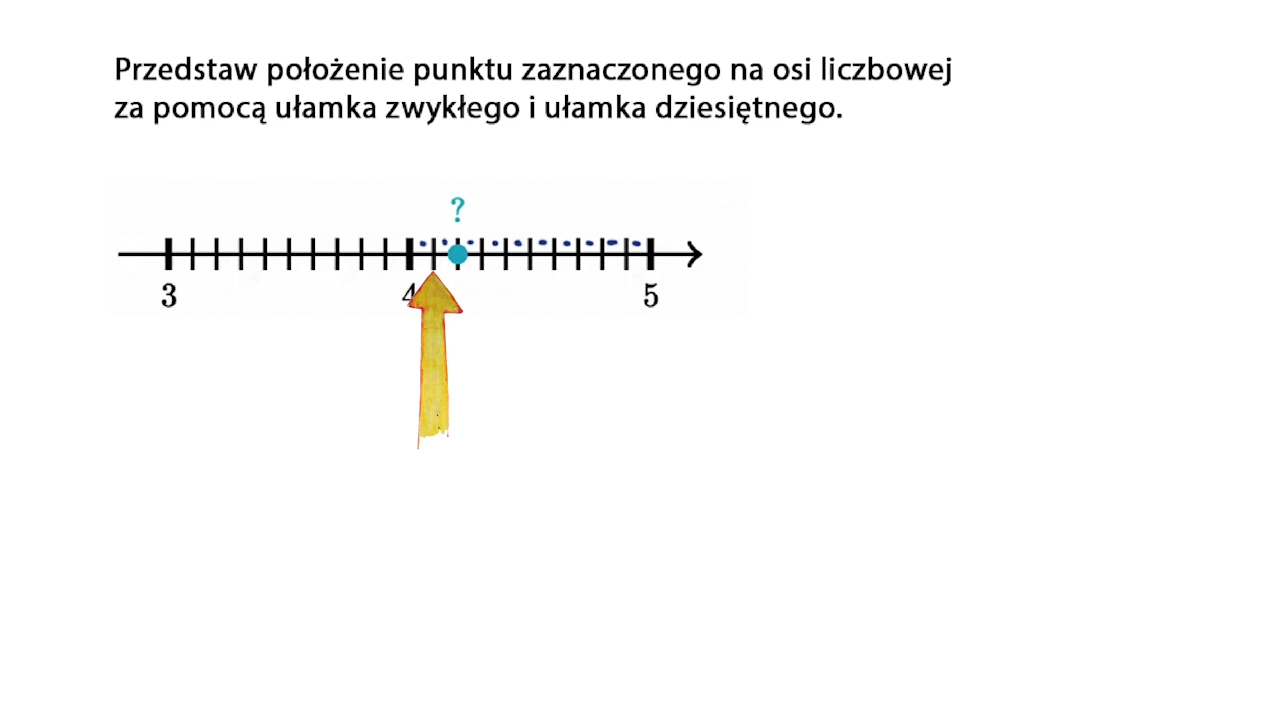 Przedstaw położenie punktu zaznaczonego na osi liczbowej
za pomocą ułamka zwykłego i ułamka dziesiętnego.
?
3 4 5